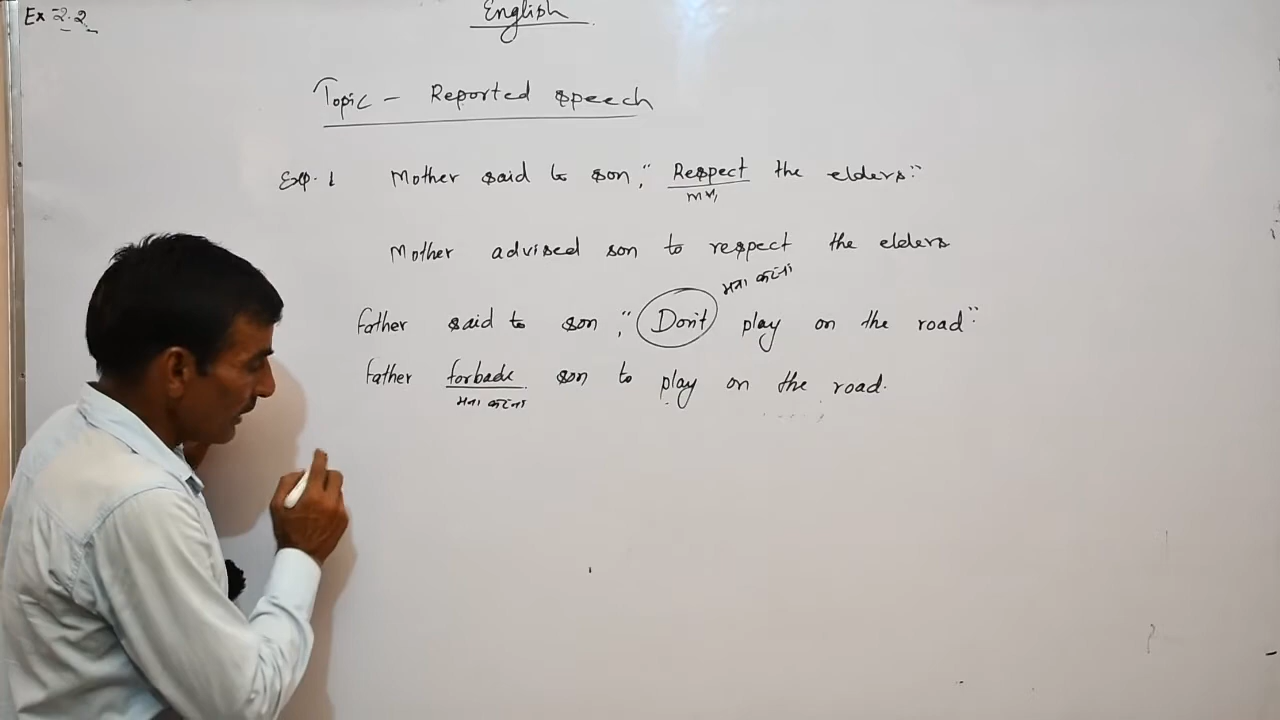 Ex 2.2
English
Topic - Reported speech
Exp. 1 Mother said to son, "Respect the elders."
MV1
Mother advised son to respect the elders
मना करना
father said to son, "Don't play on the road"
father forbade son to play on the road.
मना करना